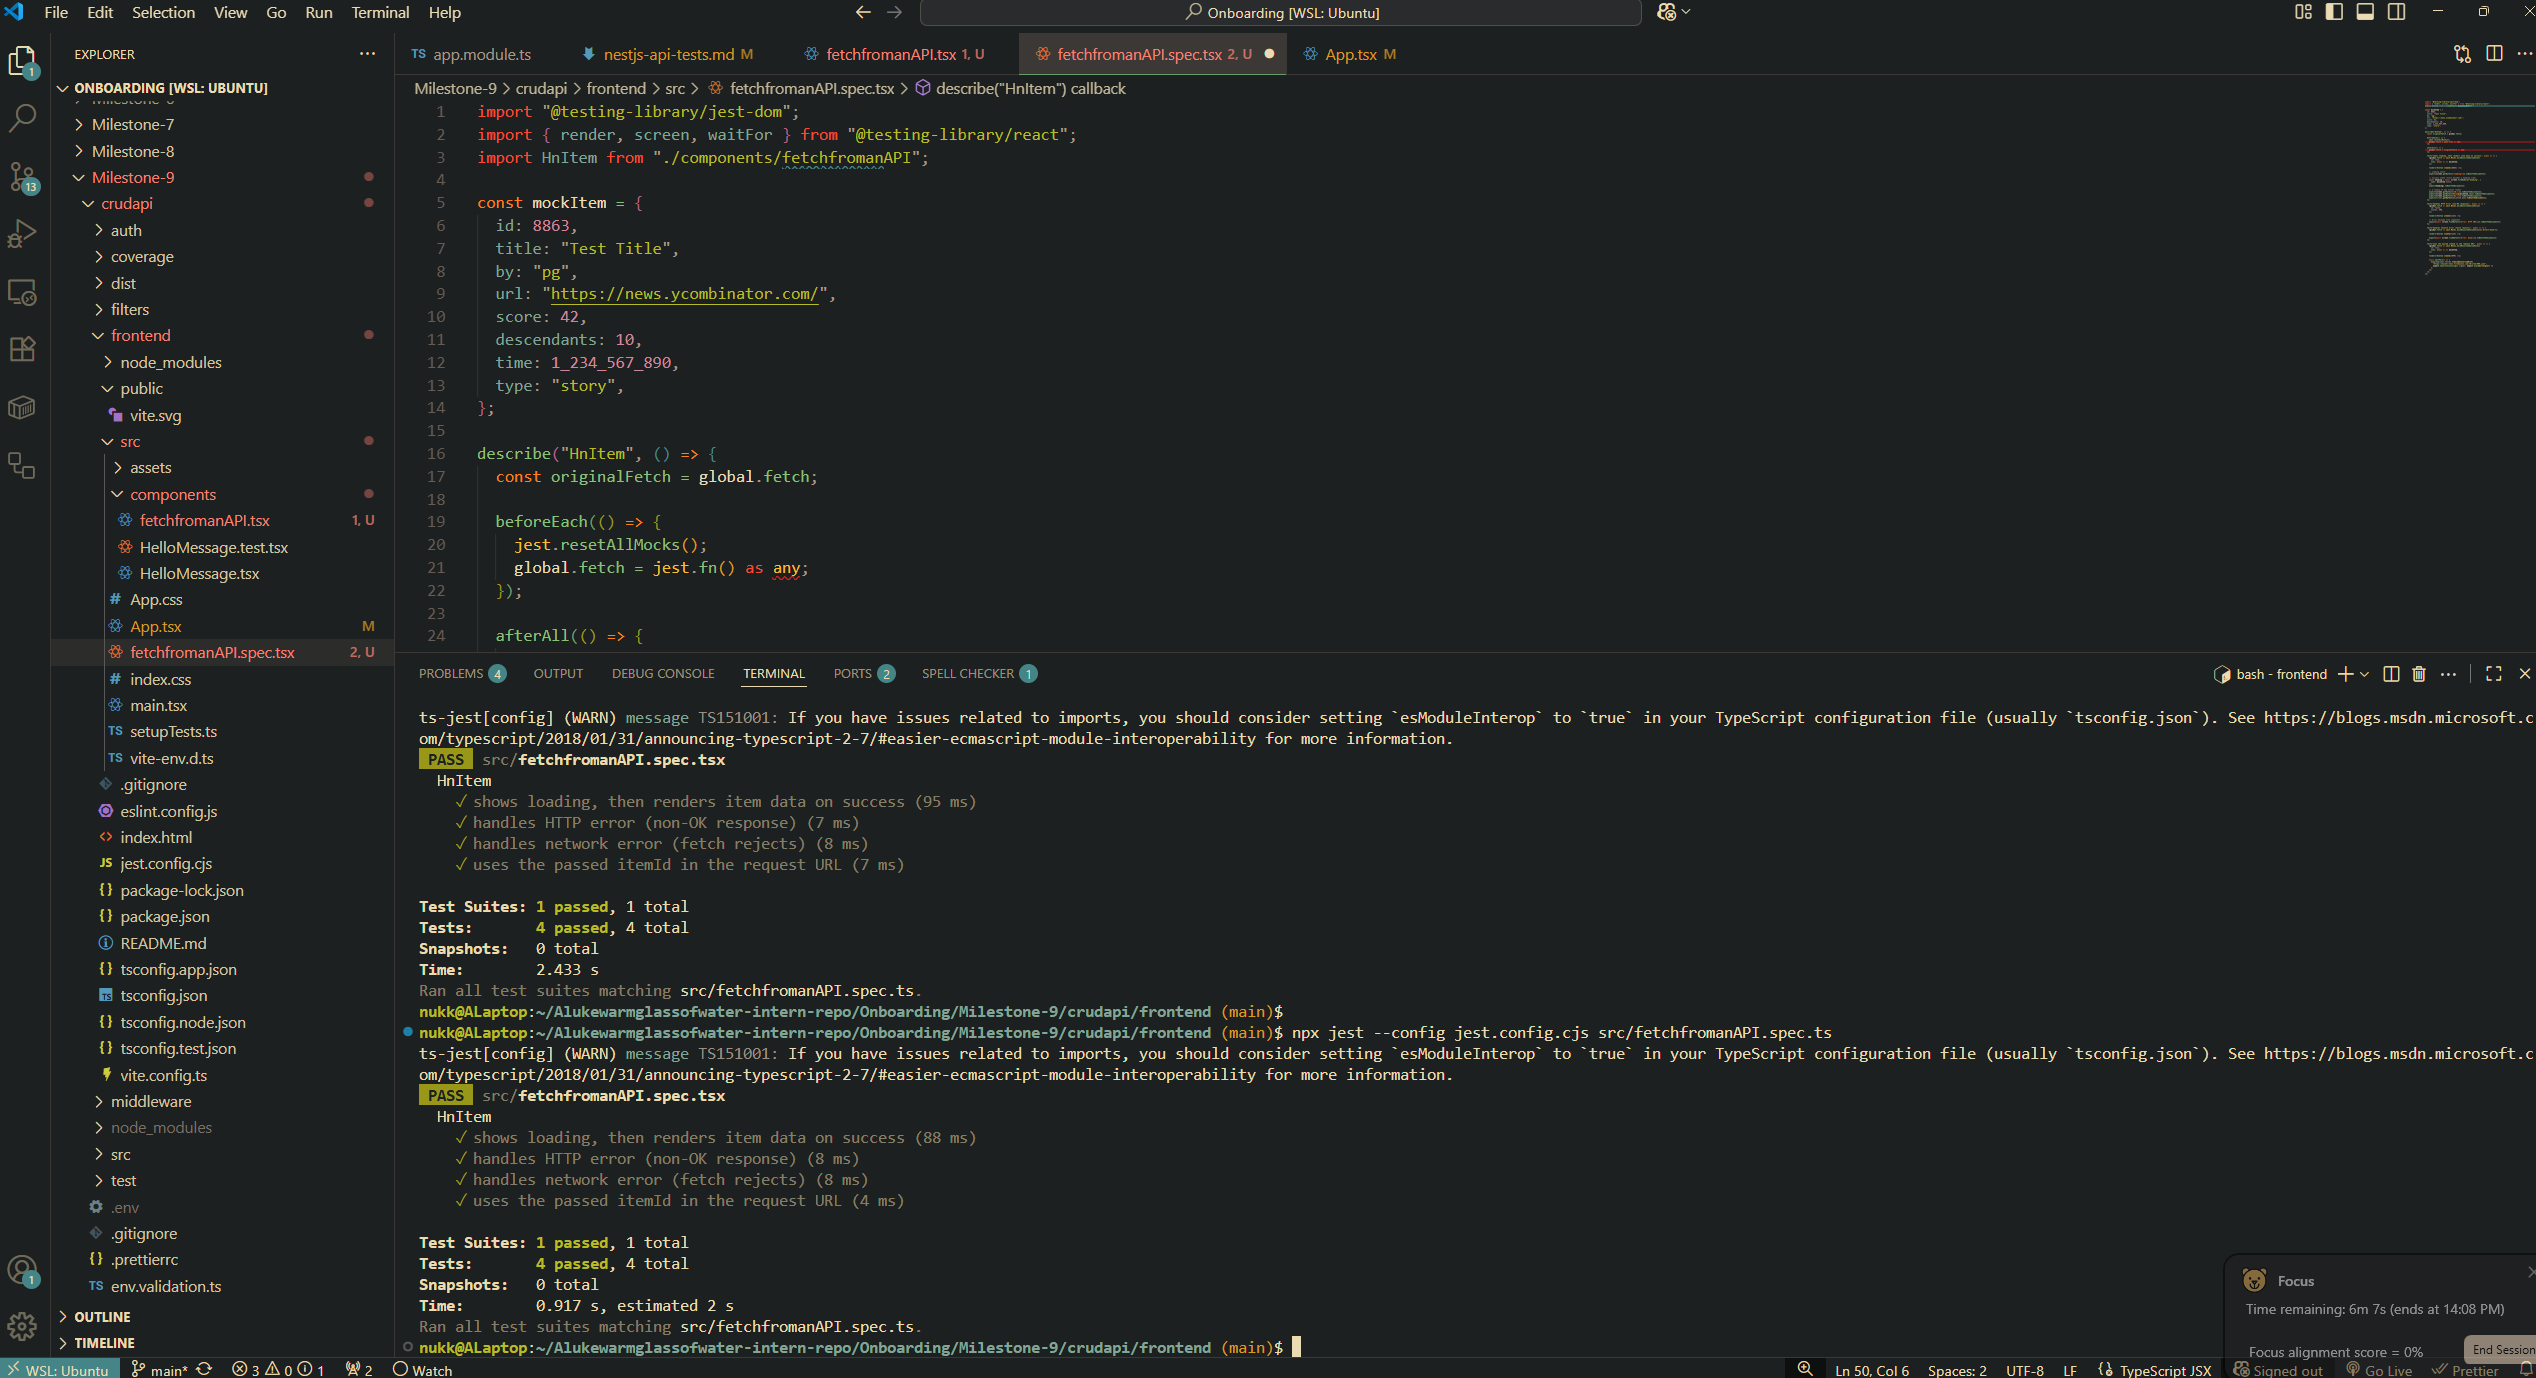 File Edit Selection View Go Run Terminal Help
Onboarding [WSL: Ubuntu]
EXPLORER
ONBOARDING [WSL: UBUNTU]
Milestone-7
Milestone-8
Milestone-9
crudapi
auth
coverage
dist
filters
frontend
node_modules
public
vite.svg
src
assets
components
fetchfromanAPI.tsx 1, U
HelloMessage.test.tsx
HelloMessage.tsx
App.css
App.tsx M
fetchfromanAPI.spec.tsx 2, U
index.css
main.tsx
setupTests.ts
vite-env.d.ts
.gitignore
eslint.config.js
index.html
jest.config.cjs
package-lock.json
package.json
README.md
tsconfig.app.json
tsconfig.json
tsconfig.node.json
tsconfig.test.json
vite.config.ts
middleware
node_modules
src
test
.env
.gitignore
.prettierrc
env.validation.ts
OUTLINE
TIMELINE
1
13
1
app.module.ts
nestjs-api-tests.md M
fetchfromanAPI.tsx 1, U
fetchfromanAPI.spec.tsx 2, U
App.tsx M
Milestone-9 > crudapi > frontend > src > fetchfromanAPI.spec.tsx > describe("HnItem") callback
1 import "@testing-library/jest-dom";
2 import { render, screen, waitFor } from "@testing-library/react";
3 import HnItem from "./components/fetchfromanAPI";
4
5 const mockItem = {
6 id: 8863,
7 title: "Test Title",
8 by: "pg",
9 url: "https://news.ycombinator.com/",
10 score: 42,
11 descendants: 10,
12 time: 1_234_567_890,
13 type: "story",
14 };
15
16 describe("HnItem", () => {
17 const originalFetch = global.fetch;
18
19 beforeEach(() => {
20 jest.resetAllMocks();
21 global.fetch = jest.fn() as any;
22 });
23
24 afterAll(() => {
PROBLEMS 4 OUTPUT DEBUG CONSOLE TERMINAL PORTS 2 SPELL CHECKER 1
bash - frontend
ts-jest[config] (WARN) message TS151001: If you have issues related to imports, you should consider setting `esModuleInterop` to `true` in your TypeScript configuration file (usually `tsconfig.json`). See https://blogs.msdn.microsoft.c
om/typescript/2018/01/31/announcing-typescript-2-7/#easier-ecmascript-module-interoperability for more information.
PASS src/fetchfromanAPI.spec.tsx
HnItem
✓ shows loading, then renders item data on success (95 ms)
✓ handles HTTP error (non-OK response) (7 ms)
✓ handles network error (fetch rejects) (8 ms)
✓ uses the passed itemId in the request URL (7 ms)
Test Suites: 1 passed, 1 total
Tests: 4 passed, 4 total
Snapshots: 0 total
Time: 2.433 s
Ran all test suites matching src/fetchfromanAPI.spec.ts.
nukk@ALaptop:~/Alukewarmglassofwater-intern-repo/Onboarding/Milestone-9/crudapi/frontend (main)$
nukk@ALaptop:~/Alukewarmglassofwater-intern-repo/Onboarding/Milestone-9/crudapi/frontend (main)$ npx jest --config jest.config.cjs src/fetchfromanAPI.spec.ts
ts-jest[config] (WARN) message TS151001: If you have issues related to imports, you should consider setting `esModuleInterop` to `true` in your TypeScript configuration file (usually `tsconfig.json`). See https://blogs.msdn.microsoft.c
om/typescript/2018/01/31/announcing-typescript-2-7/#easier-ecmascript-module-interoperability for more information.
PASS src/fetchfromanAPI.spec.tsx
HnItem
✓ shows loading, then renders item data on success (88 ms)
✓ handles HTTP error (non-OK response) (8 ms)
✓ handles network error (fetch rejects) (8 ms)
✓ uses the passed itemId in the request URL (4 ms)
Test Suites: 1 passed, 1 total
Tests: 4 passed, 4 total
Snapshots: 0 total
Time: 0.917 s, estimated 2 s
Ran all test suites matching src/fetchfromanAPI.spec.ts.
nukk@ALaptop:~/Alukewarmglassofwater-intern-repo/Onboarding/Milestone-9/crudapi/frontend (main)$
Focus
Time remaining: 6m 7s (ends at 14:08 PM)
Focus alignment score = 0%
End Session
WSL: Ubuntu main* 3 0 1 2 Watch
Ln 50, Col 6 Spaces: 2 UTF-8 LF TypeScript JSX Signed out Go Live Prettier